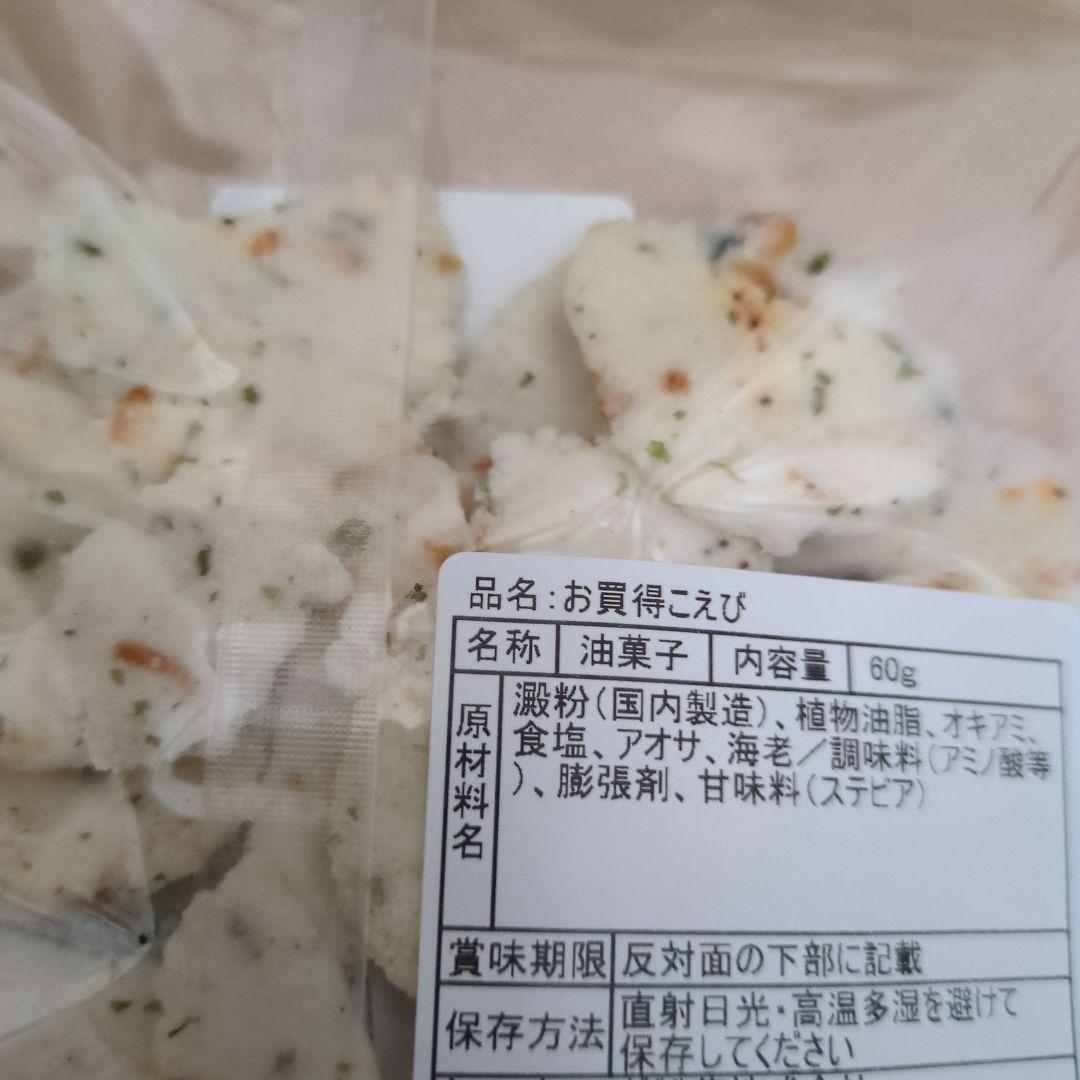 品名:お買得こえび
名称 油菓子 内容量 60g
原材料名
澱粉(国内製造)、植物油脂、オキアミ、
食塩、アオサ、海老/調味料(アミノ酸等
)、膨張剤、甘味料(ステビア)
賞味期限 反対面の下部に記載
保存方法 直射日光・高温多湿を避けて
保存してください